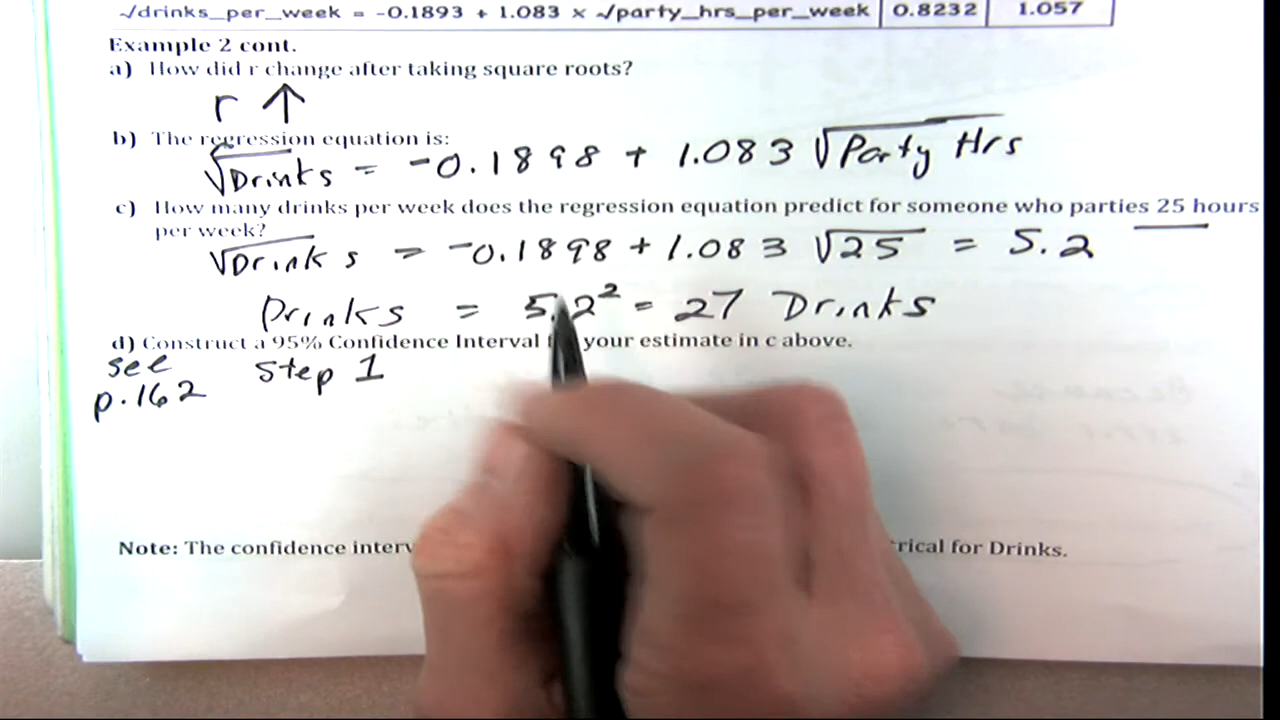 √drinks_per_week = -0.1893 + 1.083 x √party_hrs_per_week 0.8232 1.057
Example 2 cont.
a) How did r change after taking square roots?
r ↑
b) The regression equation is:
√Drinks = -0.1898 + 1.083 √Party Hrs
c) How many drinks per week does the regression equation predict for someone who parties 25 hours
per week?
√Drinks = -0.1898 + 1.083 √25 = 5.2
Drinks = 5.2² = 27 Drinks
d) Construct a 95% Confidence Interval your estimate in c above.
see Step 1
p.162
Note: The confidence for Drinks.